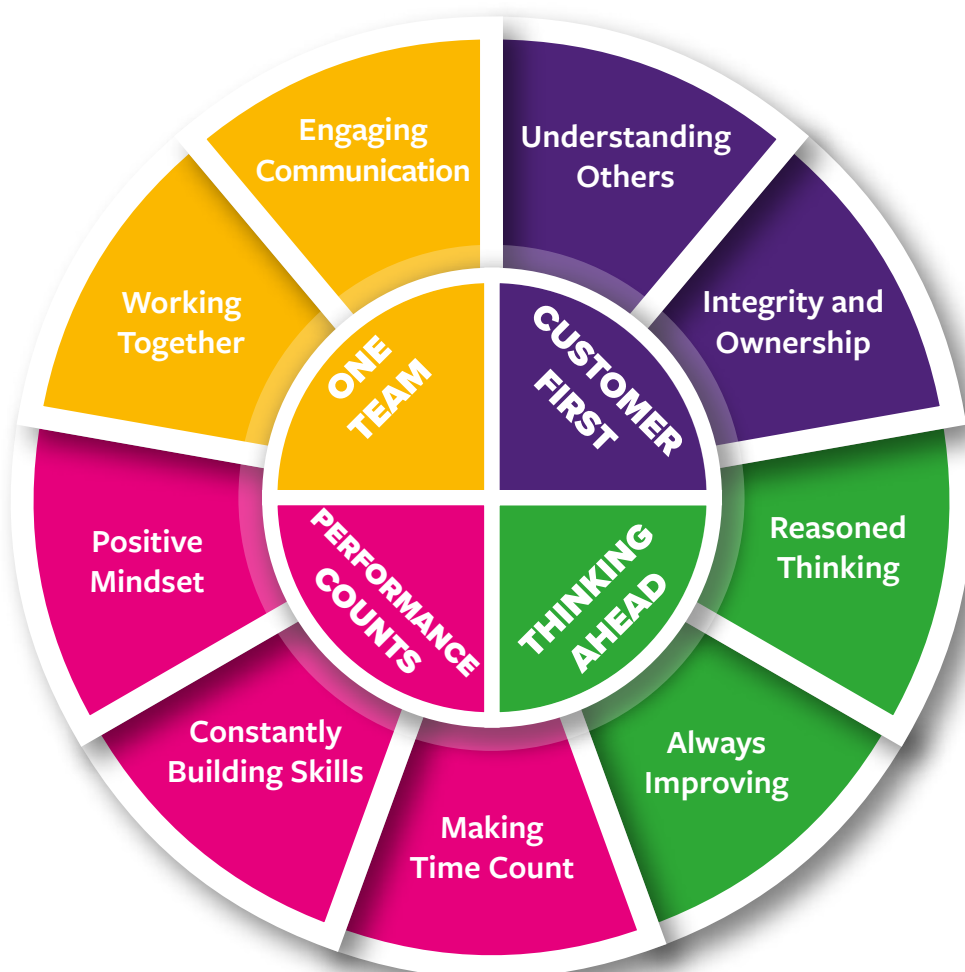 Engaging
Communication
Understanding
Others
Integrity and
Ownership
Reasoned
Thinking
Always
Improving
Making
Time Count
Constantly
Building Skills
Positive
Mindset
Working
Together
ONE
TEAM
CUSTOMER
FIRST
THINKING
AHEAD
PERFORMANCE
COUNTS